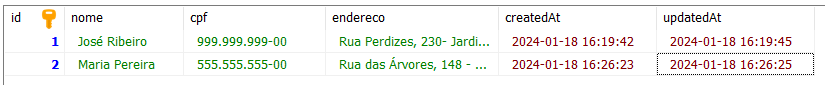 id nome cpf endereco createdAt updatedAt
1 José Ribeiro 999.999.999-00 Rua Perdizes, 230- Jardi... 2024-01-18 16:19:42 2024-01-18 16:19:45
2 Maria Pereira 555.555.555-00 Rua das Árvores, 148 - ... 2024-01-18 16:26:23 2024-01-18 16:26:25